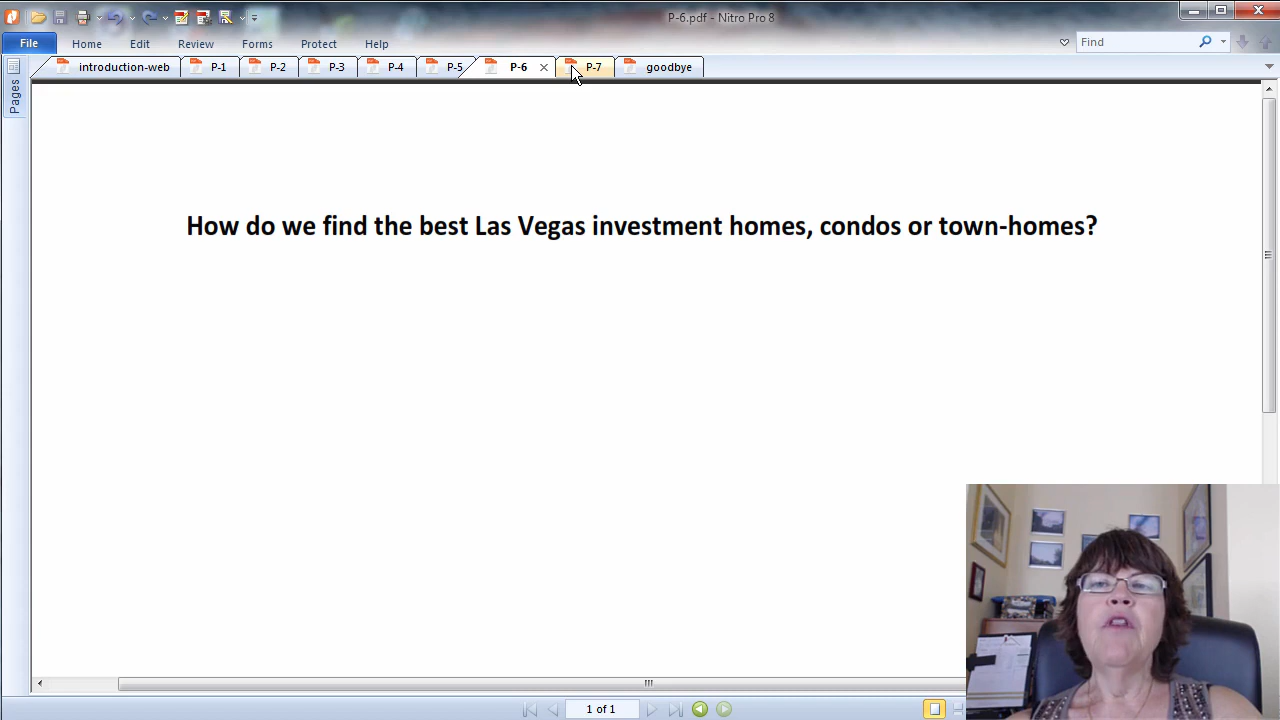 P-6.pdf - Nitro Pro 8
File Home Edit Review Forms Protect Help Find
introduction-web P-1 P-2 P-3 P-4 P-5 P-6 P-7 goodbye
Pages
How do we find the best Las Vegas investment homes, condos or town-homes?
1 of 1